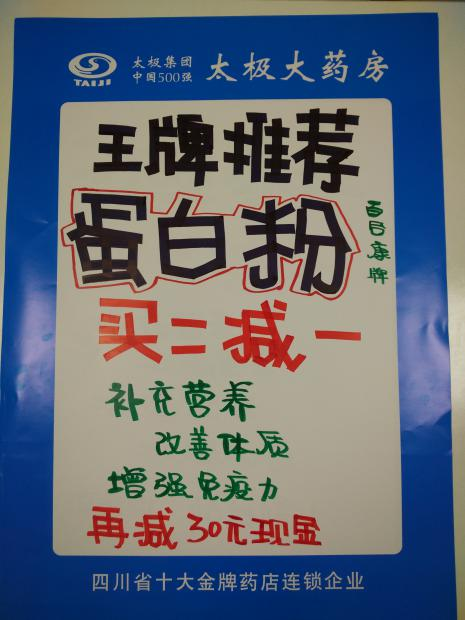 太极集团
中国500强
太极大药房
TAIJI
王牌推荐
蛋白粉
百合康牌
买二减一
补充营养
改善体质
增强免疫力
再减30元现金
四川省十大金牌药店连锁企业